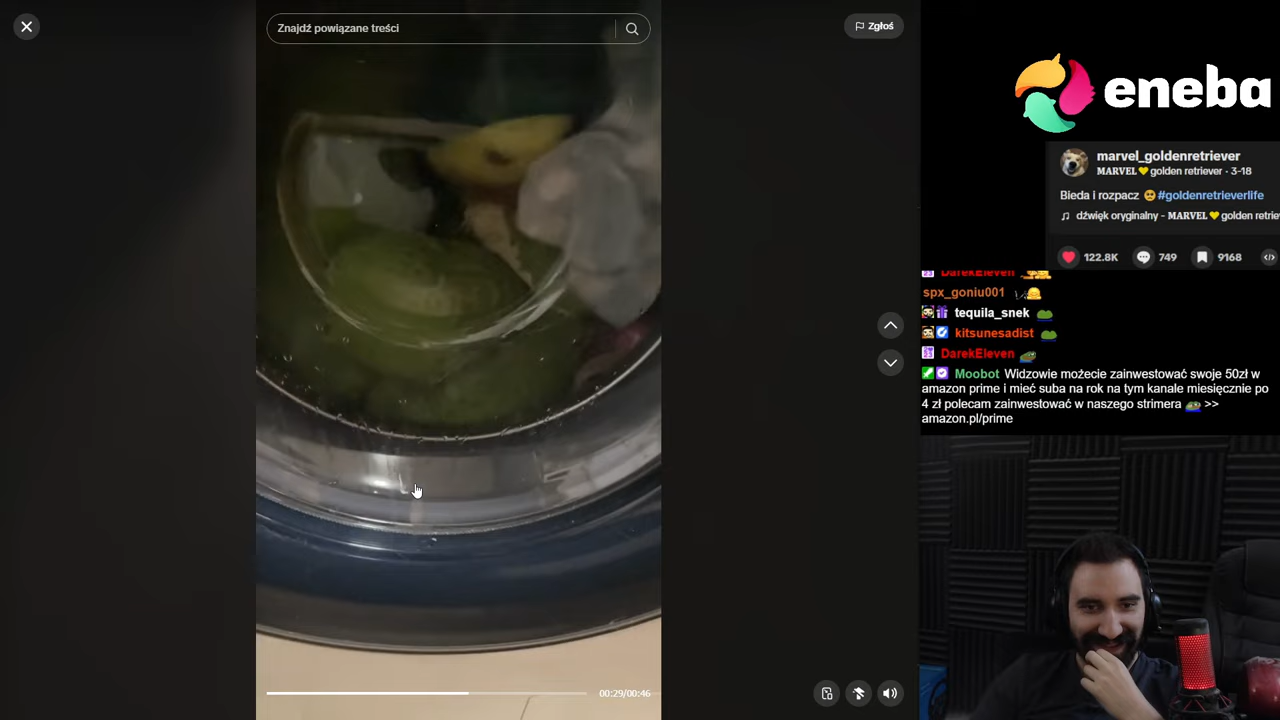 Znajdź powiązane treści
Zgłoś
eneba
marvel_goldenretriever
MARVEL 💛 golden retriever · 3-18
Bieda i rozpacz 🥺 #goldenretrieverlife
dźwięk oryginalny - MARVEL 💛 golden retrie
122.8K 749 9168
DarekEleven
spx_goniu001
tequila_snek
kitsunesadist
DarekEleven
Moobot Widzowie możecie zainwestować swoje 50zł w
amazon prime i mieć suba na rok na tym kanale miesięcznie po
4 zł polecam zainwestować w naszego strimera >>
amazon.pl/prime
00:29/00:46